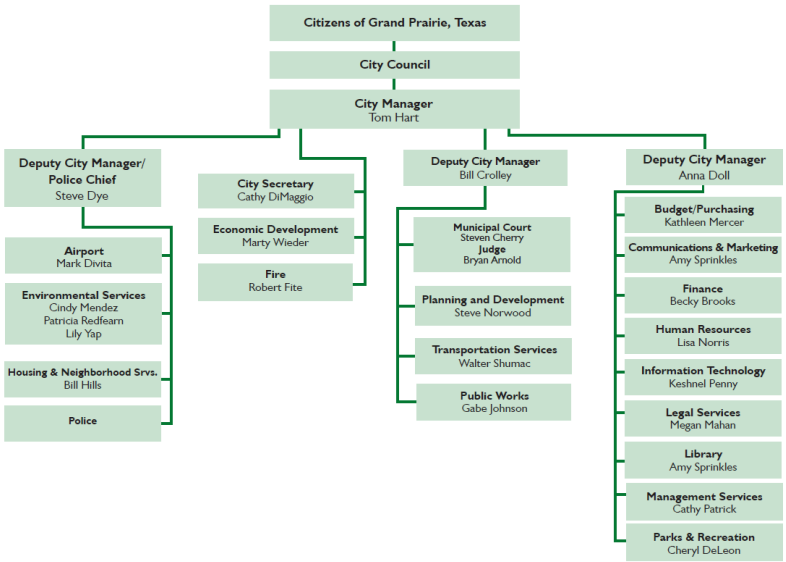 Citizens of Grand Prairie, Texas
City Council
City Manager
Tom Hart
Deputy City Manager/
Police Chief
Steve Dye
Airport
Mark Divita
Environmental Services
Cindy Mendez
Patricia Redfearn
Lily Yap
Housing & Neighborhood Srvs.
Bill Hills
Police
City Secretary
Cathy DiMaggio
Economic Development
Marty Wieder
Fire
Robert Fite
Deputy City Manager
Bill Crolley
Municipal Court
Steven Cherry
Judge
Bryan Arnold
Planning and Development
Steve Norwood
Transportation Services
Walter Shumac
Public Works
Gabe Johnson
Deputy City Manager
Anna Doll
Budget/Purchasing
Kathleen Mercer
Communications & Marketing
Amy Sprinkles
Finance
Becky Brooks
Human Resources
Lisa Norris
Information Technology
Keshnel Penny
Legal Services
Megan Mahan
Library
Amy Sprinkles
Management Services
Cathy Patrick
Parks & Recreation
Cheryl DeLeon